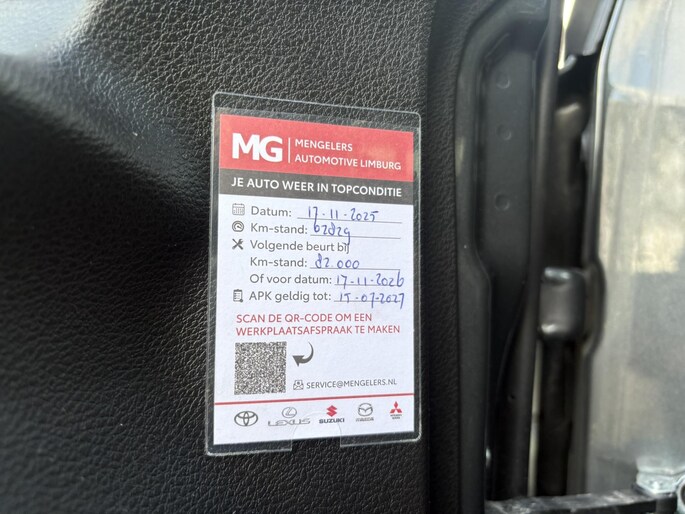 MG MENGELERS
AUTOMOTIVE LIMBURG
JE AUTO WEER IN TOPCONDITIE
Datum: 17-11-2025
Km-stand: 62829
Volgende beurt bij
Km-stand: 82.000
Of voor datum: 17-11-2026
APK geldig tot: 15-07-2027
SCAN DE QR-CODE OM EEN
WERKPLAATSAFSPRAAK TE MAKEN
SERVICE@MENGELERS.NL
LEXUS SUZUKI